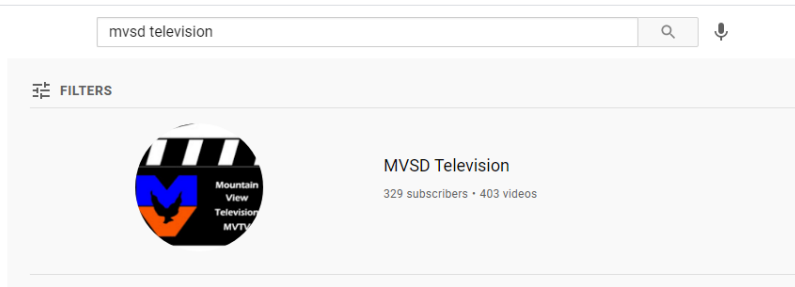 mvsd television
FILTERS
MVSD Television
329 subscribers • 403 videos
Mountain
View
Television
MVTV